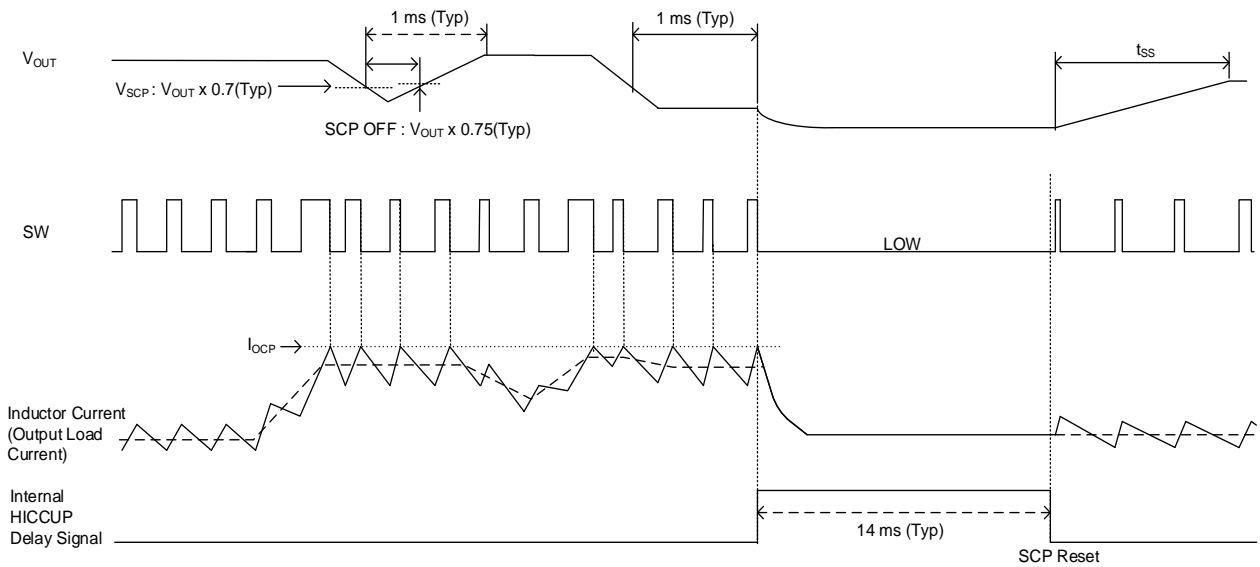 1 ms (Typ)
1 ms (Typ)
tSS
VOUT
VSCP : VOUT x 0.7(Typ)
SCP OFF : VOUT x 0.75(Typ)
SW
LOW
IOCP
Inductor Current
(Output Load
Current)
Internal
HICCUP
Delay Signal
14 ms (Typ)
SCP Reset